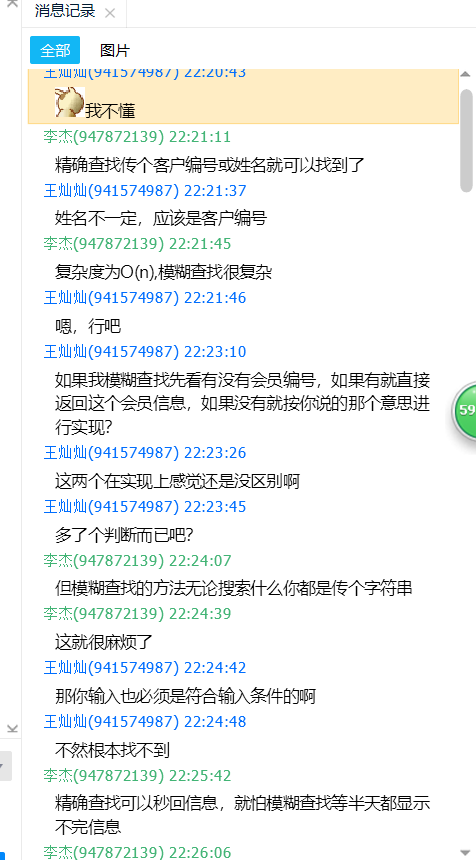 消息记录
全部 图片
王灿灿(941574987) 22:20:43
我不懂
李杰(947872139) 22:21:11
精确查找传个客户编号或姓名就可以找到了
王灿灿(941574987) 22:21:37
姓名不一定，应该是客户编号
李杰(947872139) 22:21:45
复杂度为O(n),模糊查找很复杂
王灿灿(941574987) 22:21:46
嗯，行吧
王灿灿(941574987) 22:23:10
如果我模糊查找先看有没有会员编号，如果有就直接
返回这个会员信息，如果没有就按你说的那个意思进
行实现?
王灿灿(941574987) 22:23:26
这两个在实现上感觉还是没区别啊
王灿灿(941574987) 22:23:45
多了个判断而已吧?
李杰(947872139) 22:24:07
但模糊查找的方法无论搜索什么你都是传个字符串
李杰(947872139) 22:24:39
这就很麻烦了
王灿灿(941574987) 22:24:42
那你输入也必须是符合输入条件的啊
王灿灿(941574987) 22:24:48
不然根本找不到
李杰(947872139) 22:25:42
精确查找可以秒回信息，就怕模糊查找等半天都显示
不完信息
李杰(947872139) 22:26:06
59